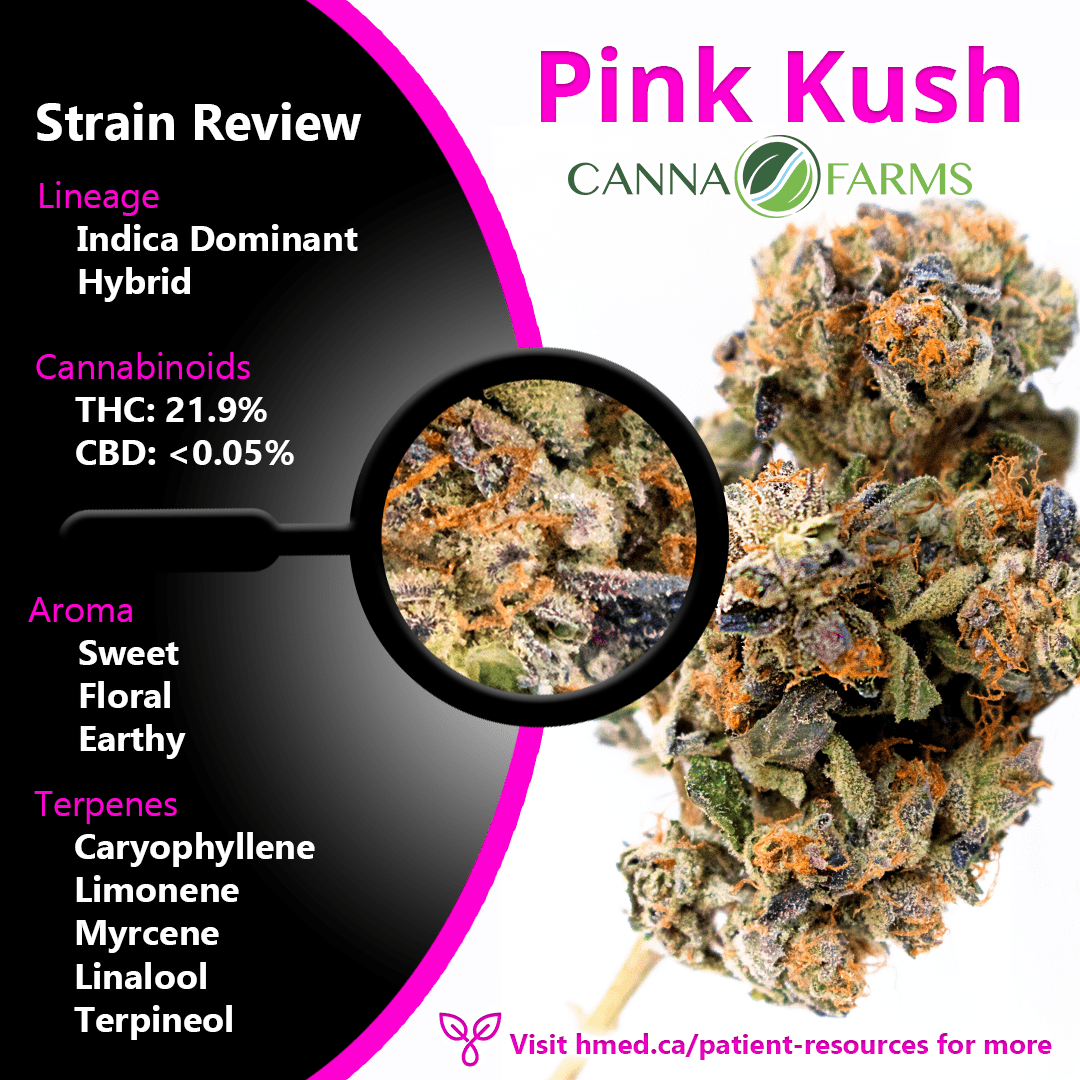 Strain Review
Lineage
Indica Dominant
Hybrid
Cannabinoids
THC: 21.9%
CBD: <0.05%
Aroma
Sweet
Floral
Earthy
Terpenes
Caryophyllene
Limonene
Myrcene
Linalool
Terpineol
Pink Kush
CANNA FARMS
Visit hmed.ca/patient-resources for more